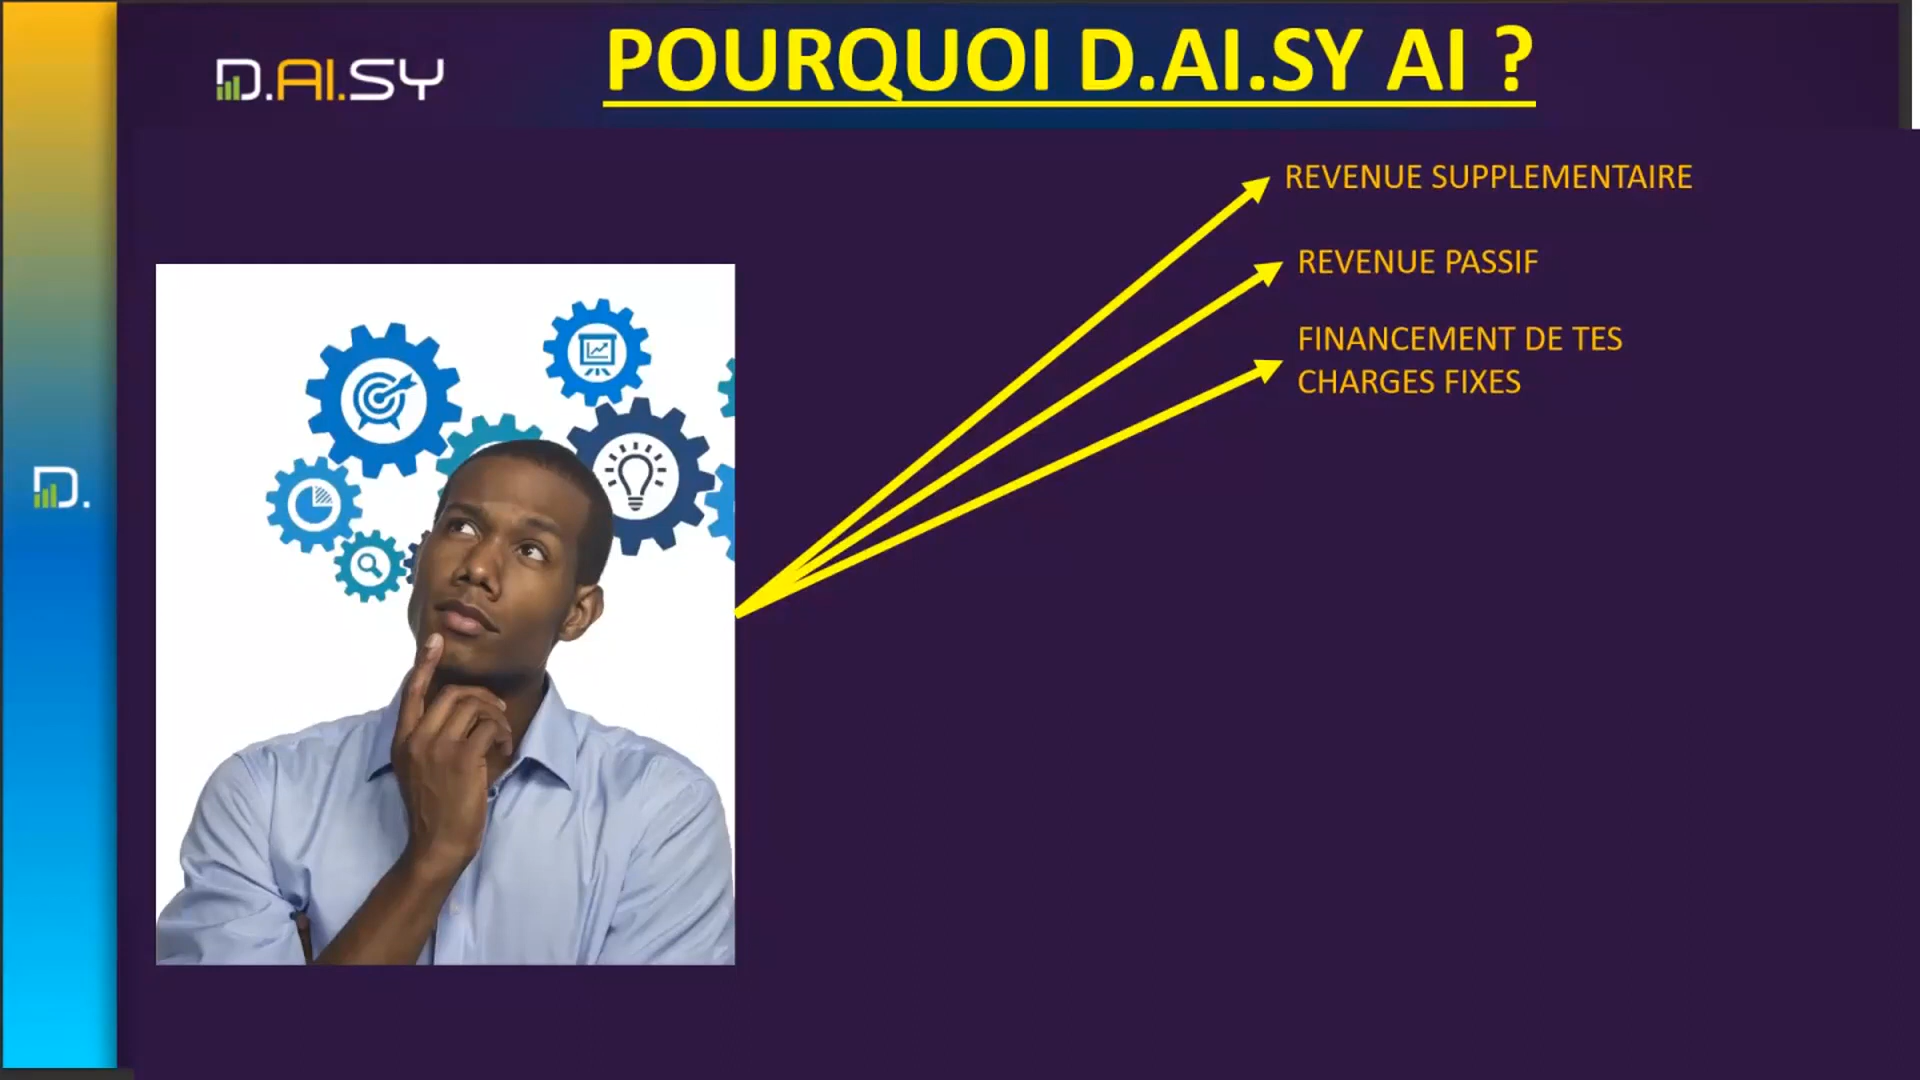 D.AI.SY
POURQUOI D.AI.SY AI ?
REVENUE SUPPLEMENTAIRE
REVENUE PASSIF
FINANCEMENT DE TES
CHARGES FIXES
D.